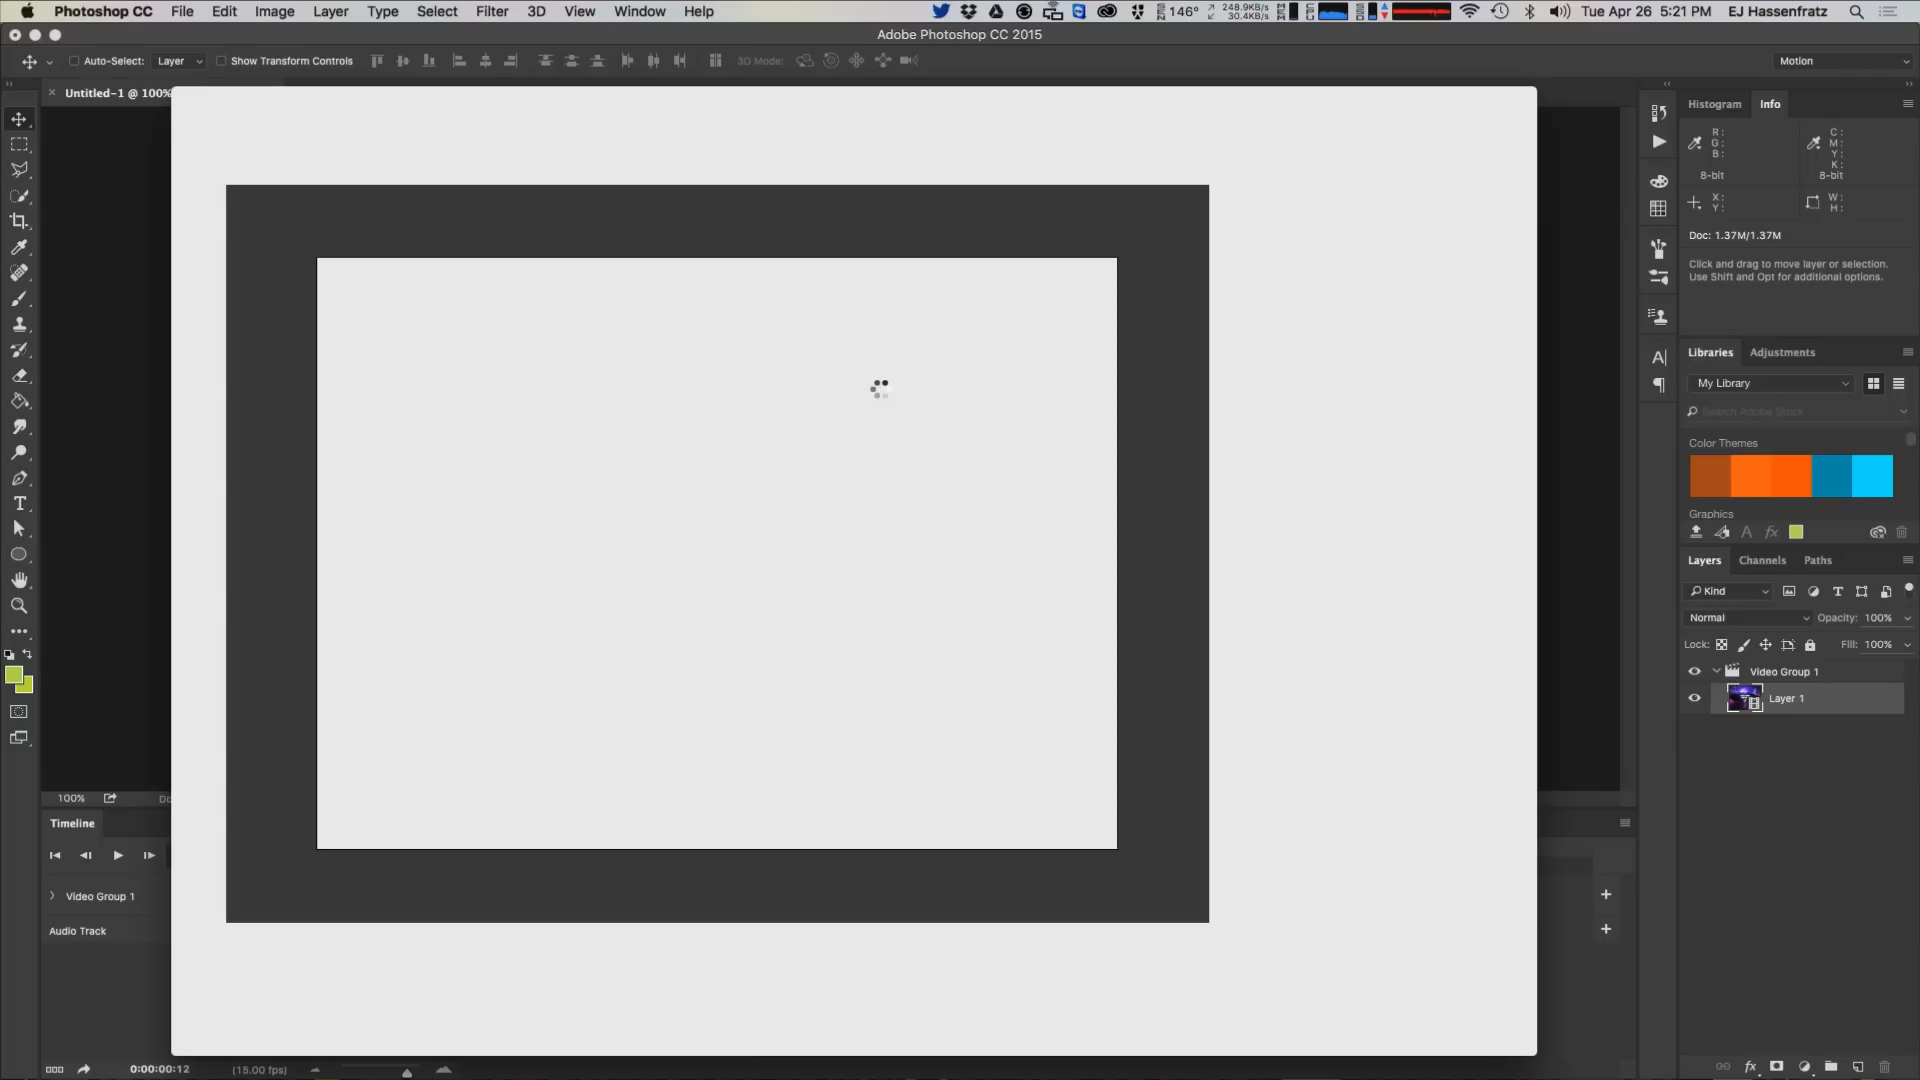 Photoshop CC File Edit Image Layer Type Select Filter 3D View Window Help 146° 248.9KB/s 30.4KB/s Tue Apr 26 5:21 PM EJ Hassenfratz
Adobe Photoshop CC 2015
Auto-Select: Layer Show Transform Controls 3D Mode: Motion
Untitled-1 @ 100%
Histogram Info
R: C:
G: M:
B: Y:
K:
8-bit 8-bit
X: W:
Y: H:
Doc: 1.37M/1.37M
Click and drag to move layer or selection.
Use Shift and Opt for additional options.
Libraries Adjustments
My Library
Search Adobe Stock
Color Themes
Graphics
Layers Channels Paths
Kind
Normal Opacity: 100%
Lock: Fill: 100%
Video Group 1
Layer 1
100% Do
Timeline
Video Group 1
Audio Track
0:00:00:12 (15.00 fps)